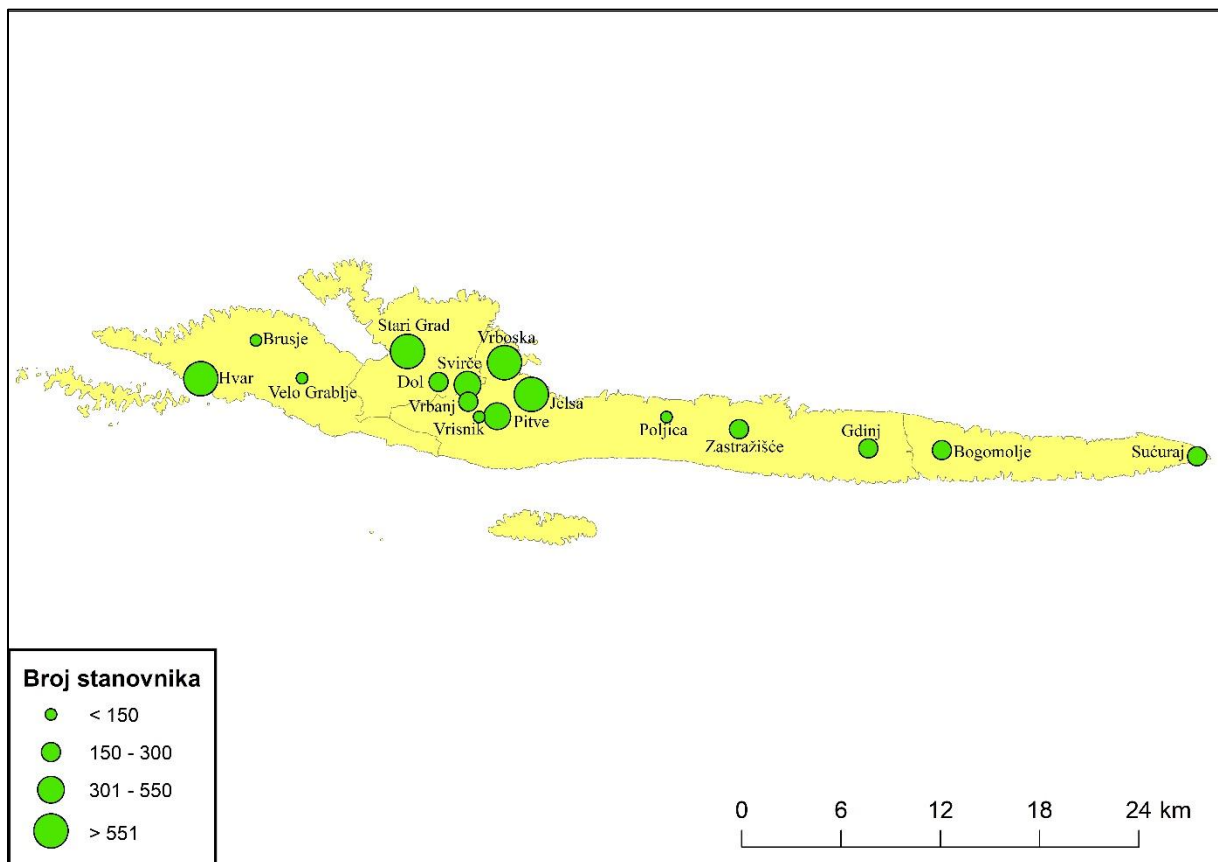 Stari Grad
Vrboska
Brusje
Svirče
Hvar
Velo Grablje
Dol
Vrbanj
Jelsa
Vrisnik
Pitve
Poljica
Zastražišće
Gdinj
Bogomolje
Sućuraj
Broj stanovnika
< 150
150 - 300
301 - 550
> 551
0 6 12 18 24 km